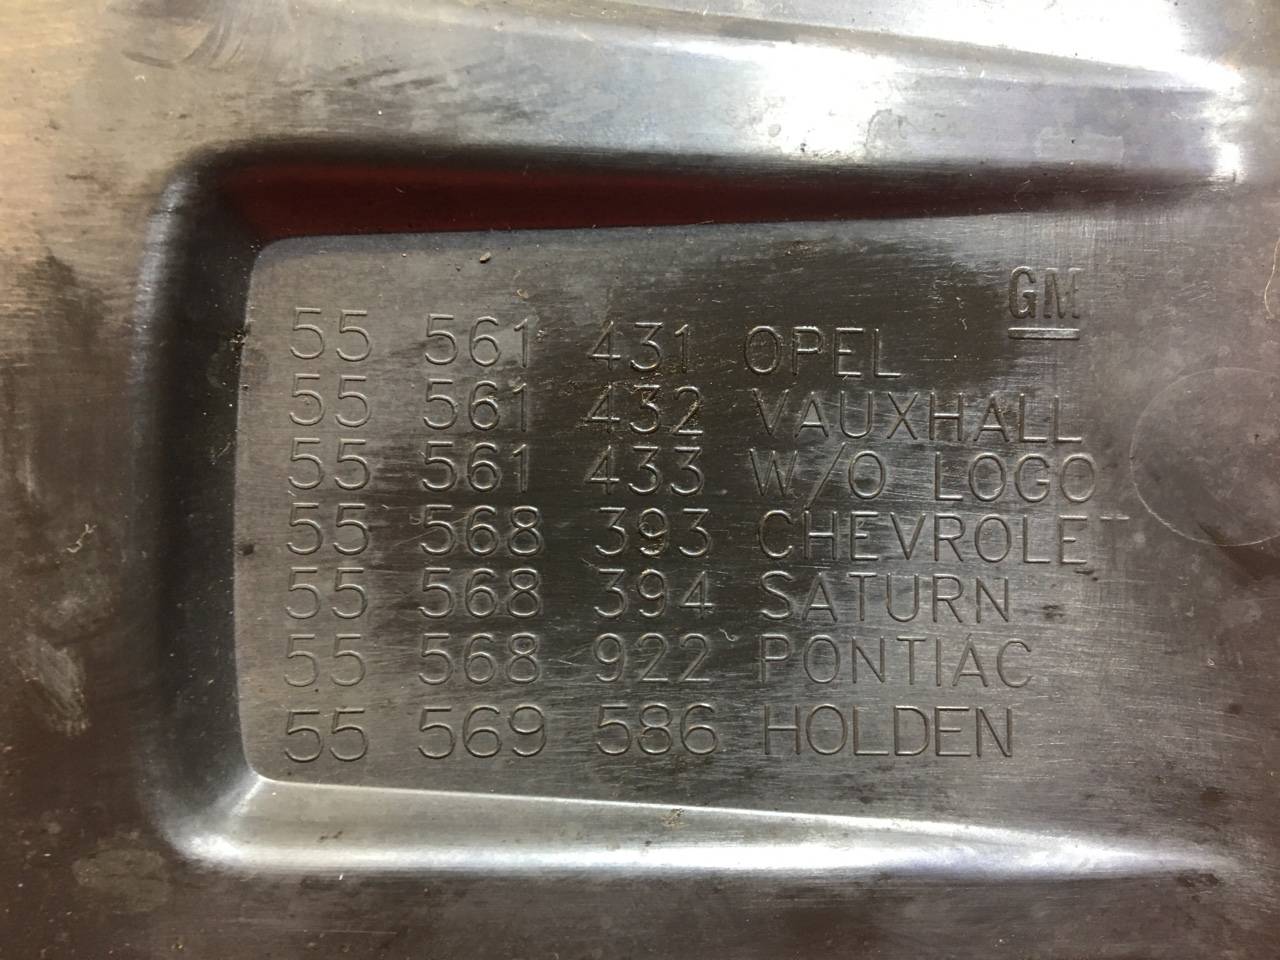 GM
55 561 431 OPEL
55 561 432 VAUXHALL
55 561 433 W/O LOGO
55 568 393 CHEVROLET
55 568 394 SATURN
55 568 922 PONTIAC
55 569 586 HOLDEN